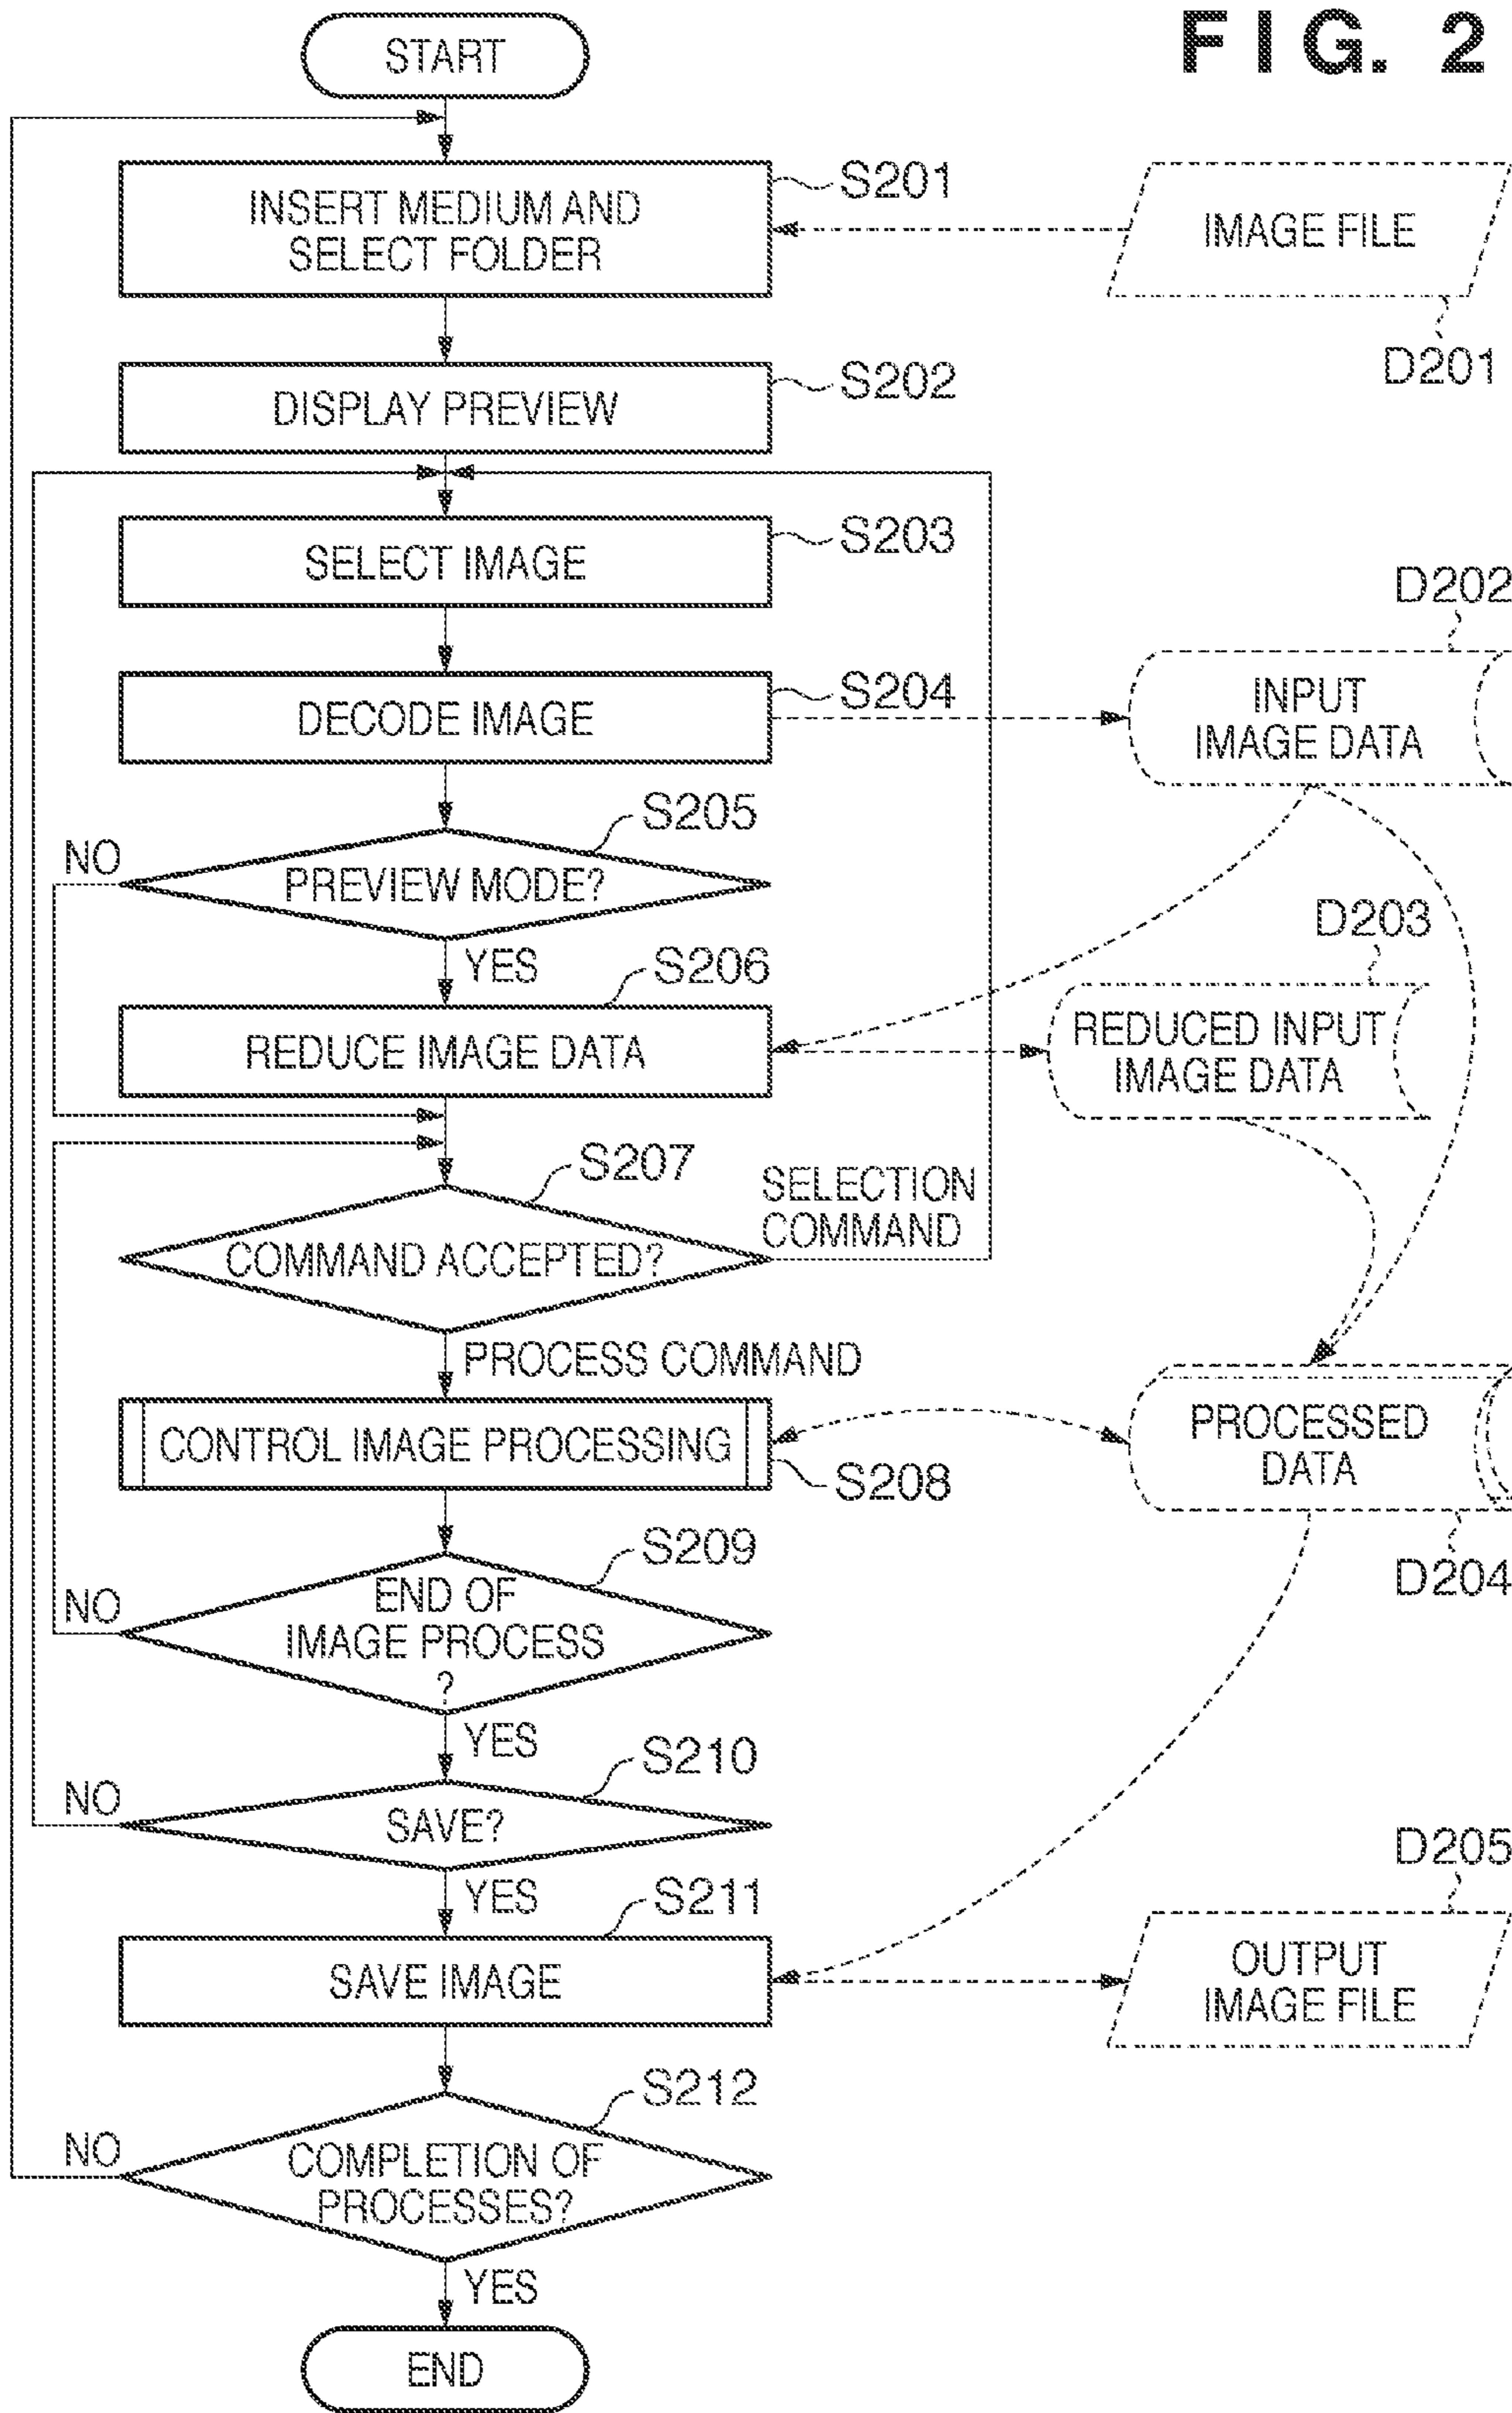 FIG. 2
START
S201
INSERT MEDIUM AND
SELECT FOLDER
IMAGE FILE
D201
S202
DISPLAY PREVIEW
S203
SELECT IMAGE
D202
S204
DECODE IMAGE
INPUT
IMAGE DATA
S205
NO
PREVIEW MODE?
D203
YES
S206
REDUCE IMAGE DATA
REDUCED INPUT
IMAGE DATA
S207
SELECTION
COMMAND
COMMAND ACCEPTED?
PROCESS COMMAND
CONTROL IMAGE PROCESSING
S208
PROCESSED
DATA
D204
S209
NO
END OF
IMAGE PROCESS
?
YES
S210
NO
SAVE?
D205
YES
S211
SAVE IMAGE
OUTPUT
IMAGE FILE
S212
NO
COMPLETION OF
PROCESSES?
YES
END